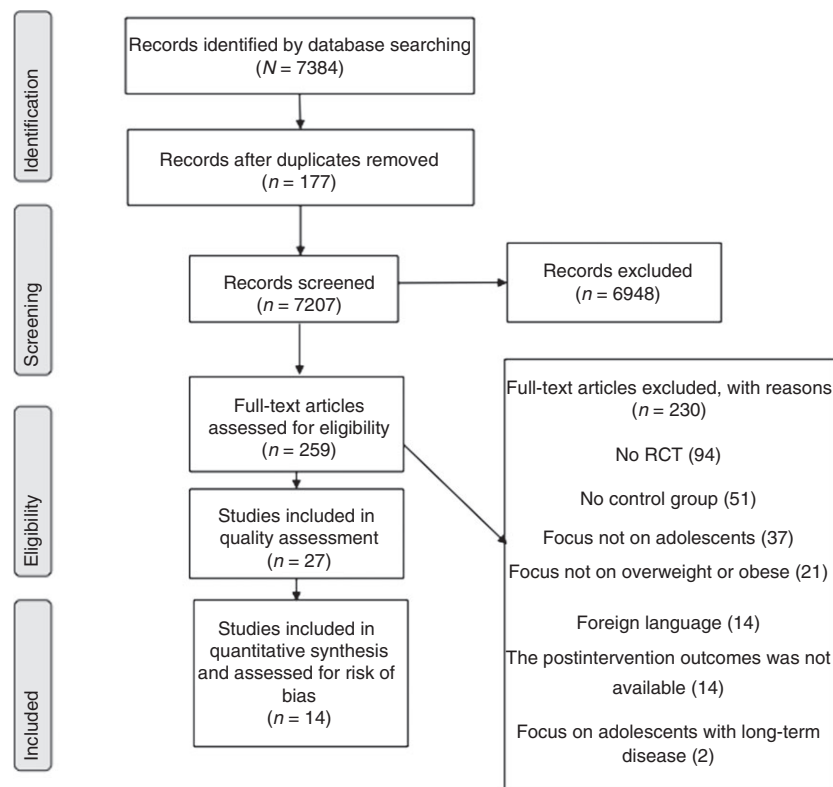 Identification
Records identified by database searching
(N = 7384)
Records after duplicates removed
(n = 177)
Screening
Records screened
(n = 7207)
Records excluded
(n = 6948)
Eligibility
Full-text articles
assessed for eligibility
(n = 259)
Full-text articles excluded, with reasons
(n = 230)
No RCT (94)
No control group (51)
Focus not on adolescents (37)
Focus not on overweight or obese (21)
Foreign language (14)
The postintervention outcomes was not
available (14)
Focus on adolescents with long-term
disease (2)
Studies included in
quality assessment
(n = 27)
Included
Studies included in
quantitative synthesis
and assessed for risk of
bias
(n = 14)